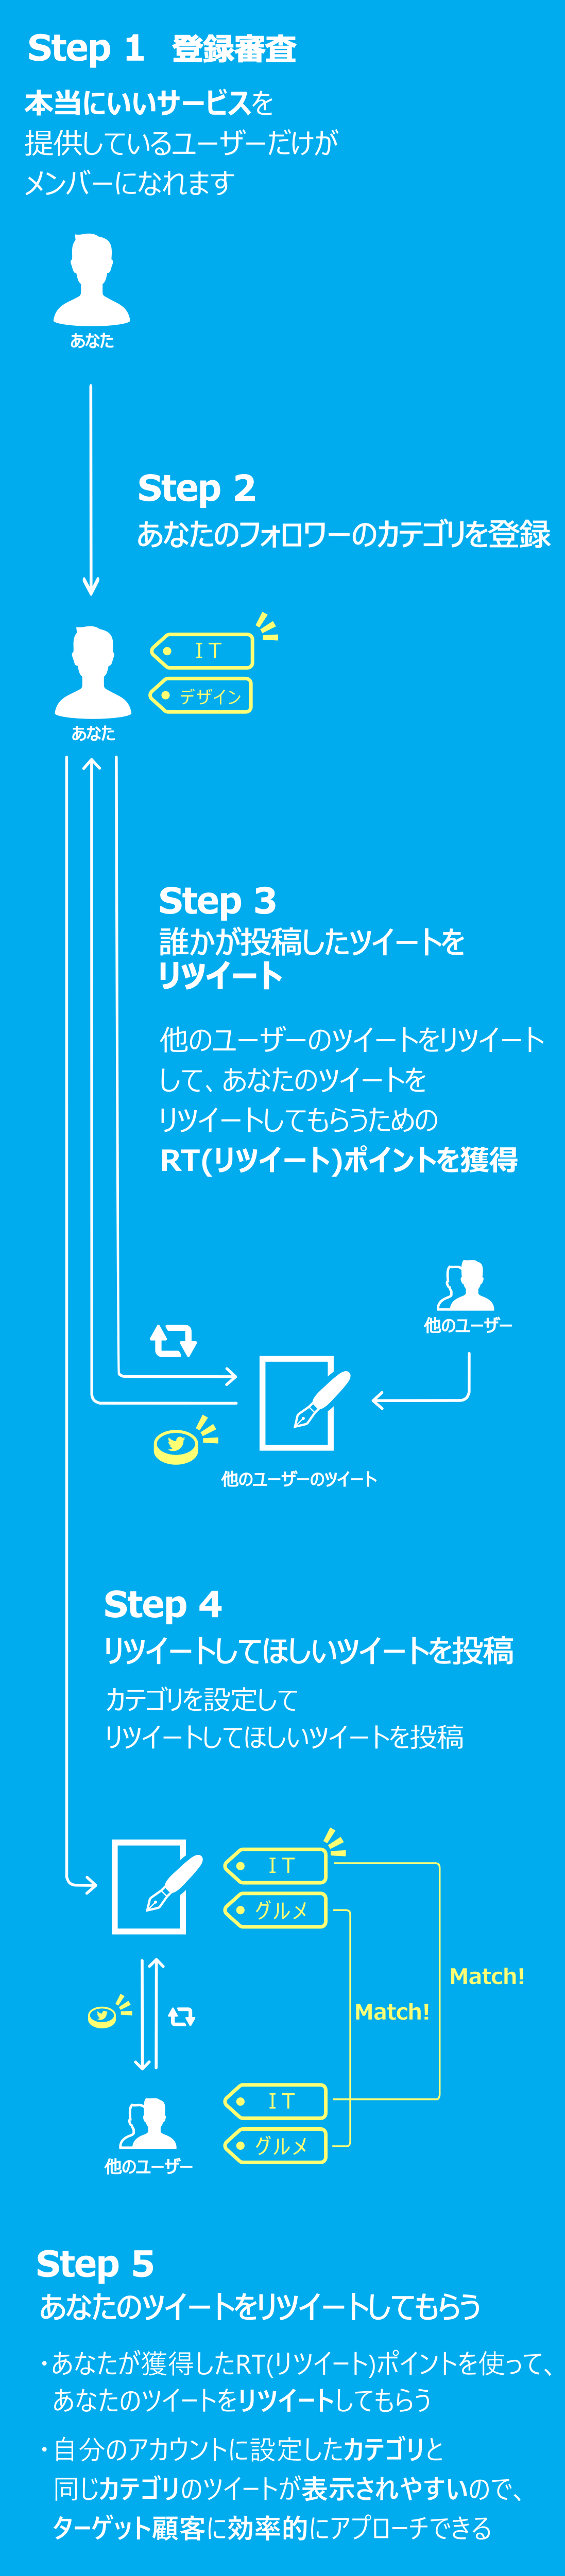 Step 1 登録審査
本当にいいサービスを
提供しているユーザーだけが
メンバーになれます
あなた
Step 2
あなたのフォロワーのカテゴリを登録
IT
デザイン
あなた
Step 3
誰かが投稿したツイートを
リツイート
他のユーザーのツイートをリツイート
して、あなたのツイートを
リツイートしてもらうための
RT(リツイート)ポイントを獲得
他のユーザー
他のユーザーのツイート
Step 4
リツイートしてほしいツイートを投稿
カテゴリを設定して
リツイートしてほしいツイートを投稿
IT
グルメ
Match!
Match!
IT
グルメ
他のユーザー
Step 5
あなたのツイートをリツイートしてもらう
・あなたが獲得したRT(リツイート)ポイントを使って、
あなたのツイートをリツイートしてもらう
・自分のアカウントに設定したカテゴリと
同じカテゴリのツイートが表示されやすいので、
ターゲット顧客に効率的にアプローチできる